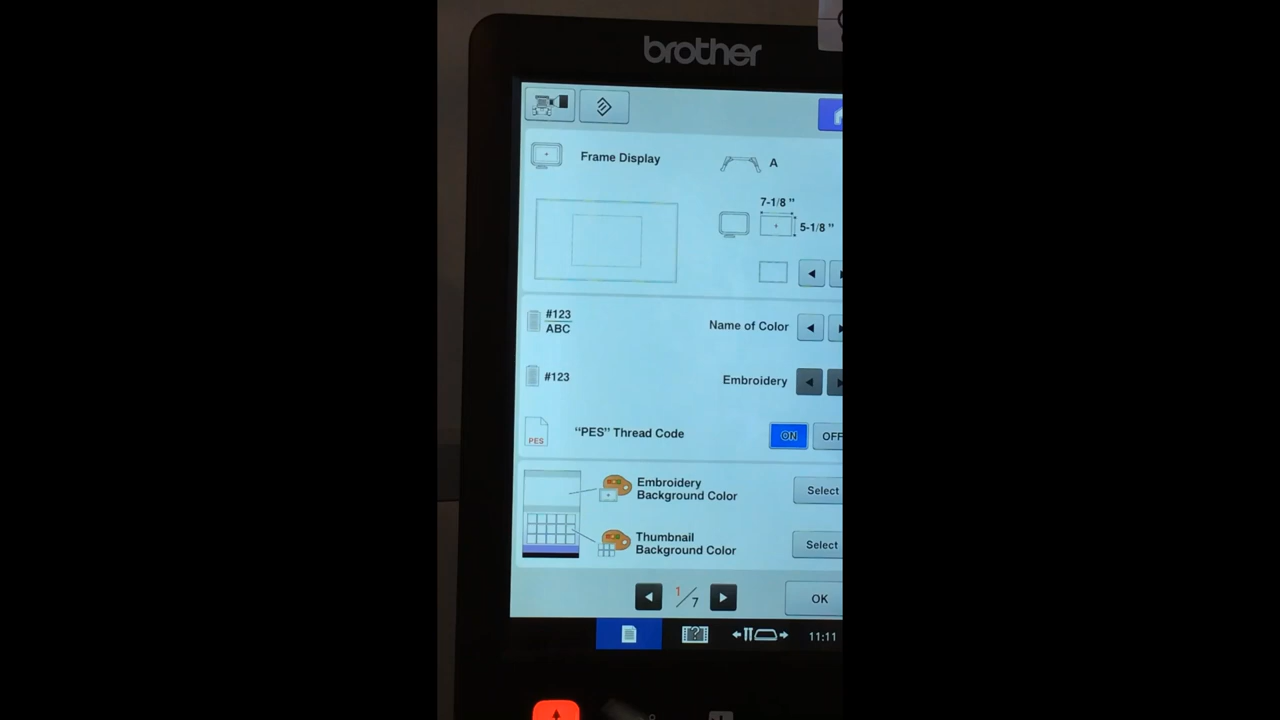 brother
Frame Display
A
7-1/8 "
5-1/8 "
#123
ABC
Name of Color
#123
Embroidery
PES
“PES” Thread Code
ON
OFF
Embroidery
Background Color
Select
Thumbnail
Background Color
Select
1/7
OK
?
11:11